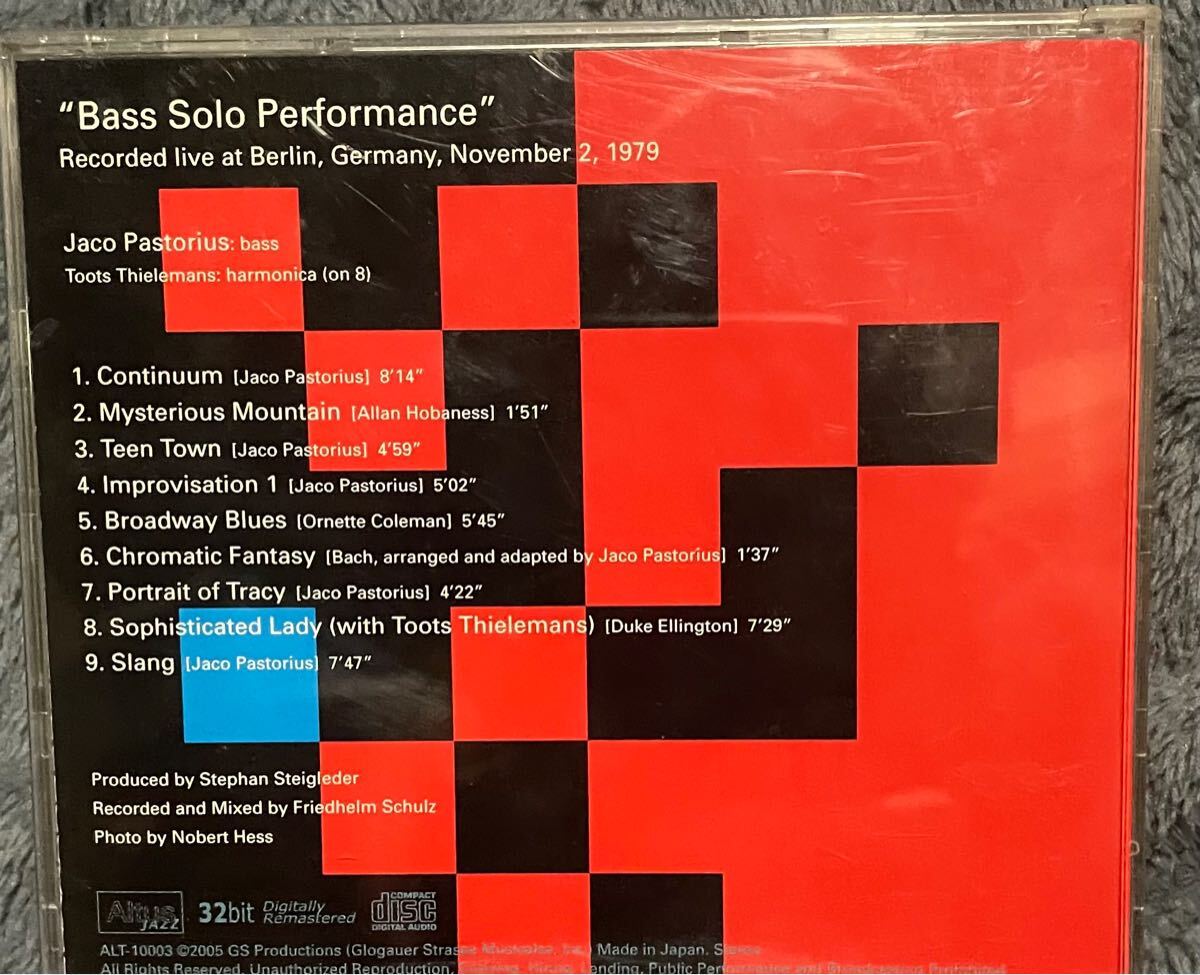 “Bass Solo Performance”
Recorded live at Berlin, Germany, November 2, 1979
Jaco Pastorius: bass
Toots Thielemans: harmonica (on 8)
1. Continuum [Jaco Pastorius] 8’14”
2. Mysterious Mountain [Allan Hobaness] 1’51”
3. Teen Town [Jaco Pastorius] 4’59”
4. Improvisation 1 [Jaco Pastorius] 5’02”
5. Broadway Blues [Ornette Coleman] 5’45”
6. Chromatic Fantasy [Bach, arranged and adapted by Jaco Pastorius] 1’37”
7. Portrait of Tracy [Jaco Pastorius] 4’22”
8. Sophisticated Lady (with Toots Thielemans) [Duke Ellington] 7’29”
9. Slang [Jaco Pastorius] 7’47”
Produced by Stephan Steigleder
Recorded and Mixed by Friedhelm Schulz
Photo by Nobert Hess
Altus JAZZ
32bit Digitally Remastered
COMPACT disc DIGITAL AUDIO
ALT-10003 ©2005 GS Productions (Glogauer Strasse Inc.) Made in Japan. Stereo
All Rights Reserved. Unauthorized Reproduction, Lending, Public Performance and Broadcasting Prohibited